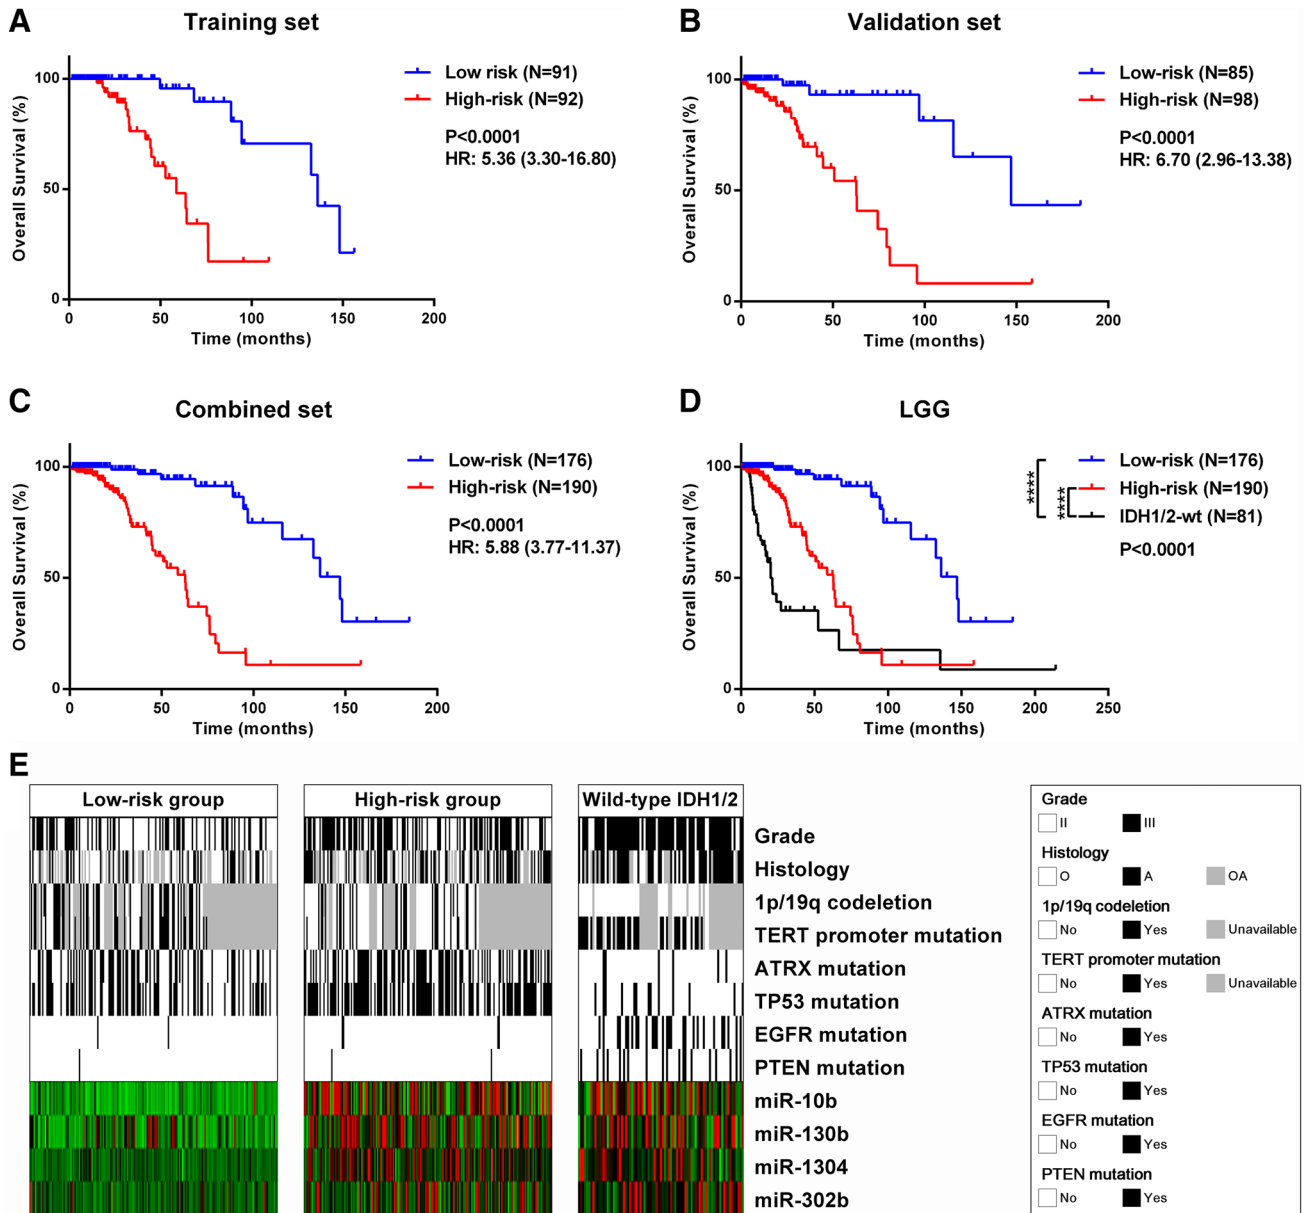 A
Training set
100
50
0
0 50 100 150 200
Overall Survival (%)
Time (months)
Low risk (N=91)
High-risk (N=92)
P<0.0001
HR: 5.36 (3.30-16.80)
B
Validation set
100
50
0
0 50 100 150 200
Overall Survival (%)
Time (months)
Low-risk (N=85)
High-risk (N=98)
P<0.0001
HR: 6.70 (2.96-13.38)
C
Combined set
100
50
0
0 50 100 150 200
Overall Survival (%)
Time (months)
Low-risk (N=176)
High-risk (N=190)
P<0.0001
HR: 5.88 (3.77-11.37)
D
LGG
100
50
0
0 50 100 150 200 250
Overall Survival (%)
Time (months)
****
****
Low-risk (N=176)
High-risk (N=190)
IDH1/2-wt (N=81)
P<0.0001
E
Low-risk group
High-risk group
Wild-type IDH1/2
Grade
Histology
1p/19q codeletion
TERT promoter mutation
ATRX mutation
TP53 mutation
EGFR mutation
PTEN mutation
miR-10b
miR-130b
miR-1304
miR-302b
Grade
II III
Histology
O A OA
1p/19q codeletion
No Yes Unavailable
TERT promoter mutation
No Yes Unavailable
ATRX mutation
No Yes
TP53 mutation
No Yes
EGFR mutation
No Yes
PTEN mutation
No Yes